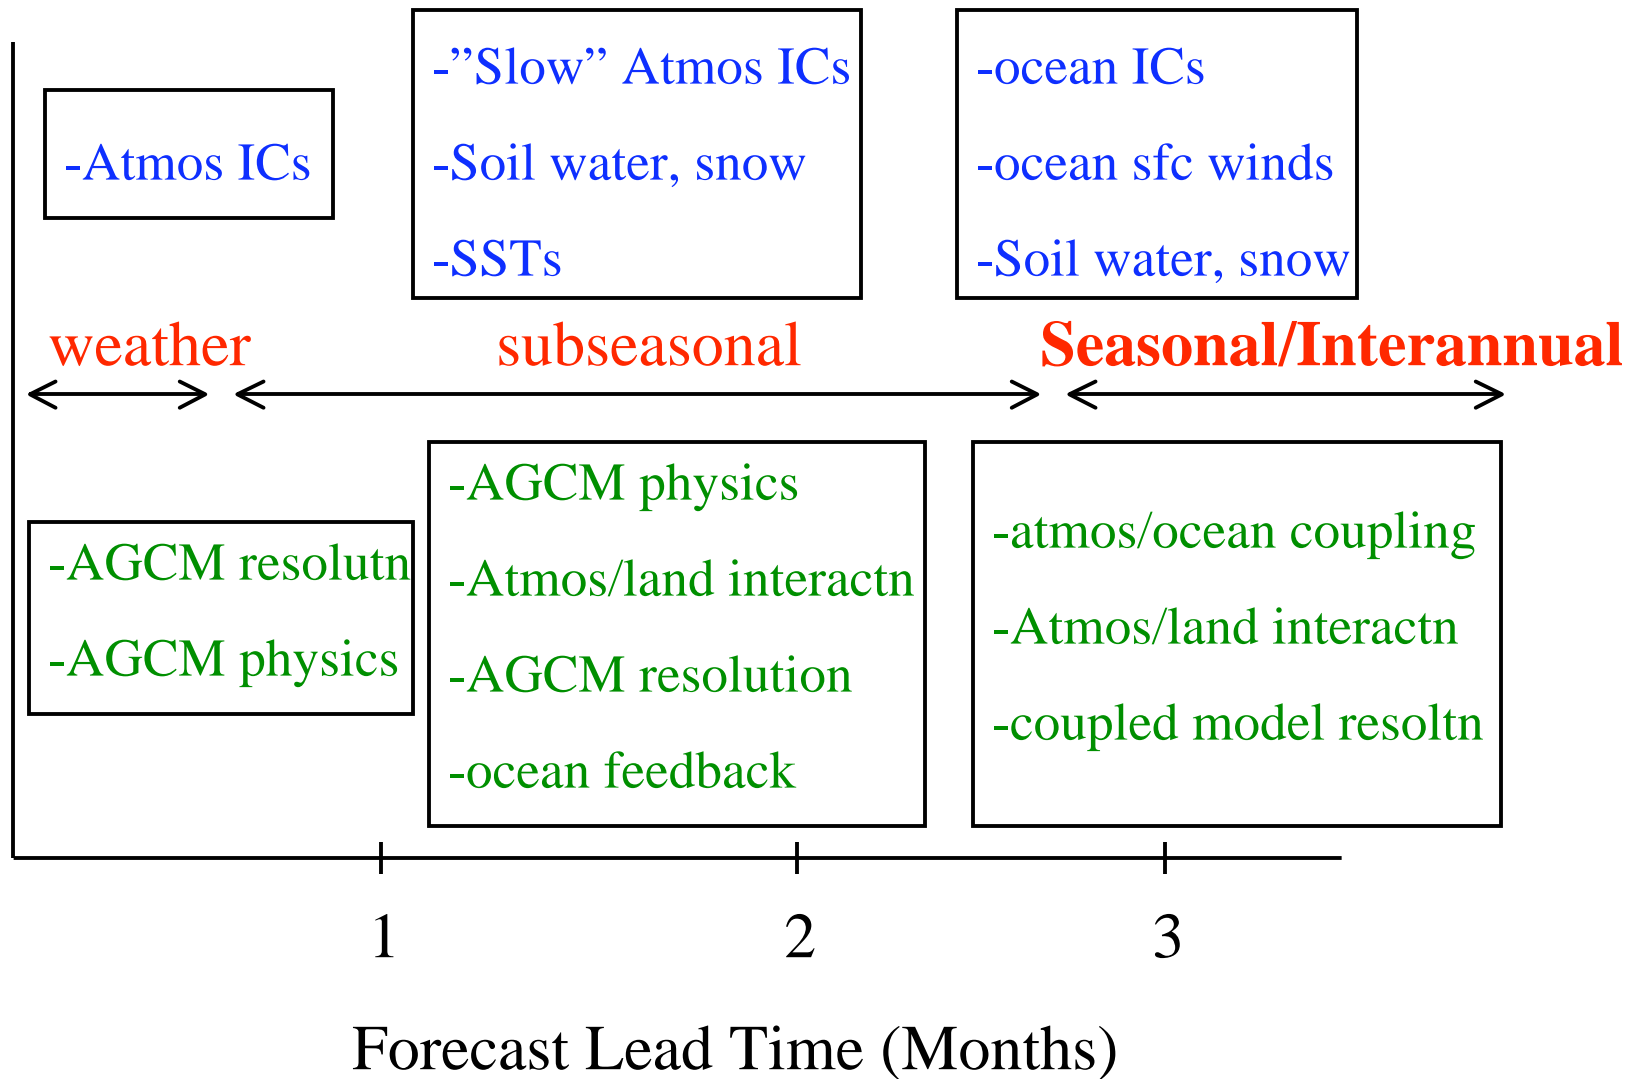 -Atmos ICs
-”Slow” Atmos ICs
-Soil water, snow
-SSTs
-ocean ICs
-ocean sfc winds
-Soil water, snow
weather
subseasonal
Seasonal/Interannual
-AGCM resolutn
-AGCM physics
-AGCM physics
-Atmos/land interactn
-AGCM resolution
-ocean feedback
-atmos/ocean coupling
-Atmos/land interactn
-coupled model resoltn
1
2
3
Forecast Lead Time (Months)